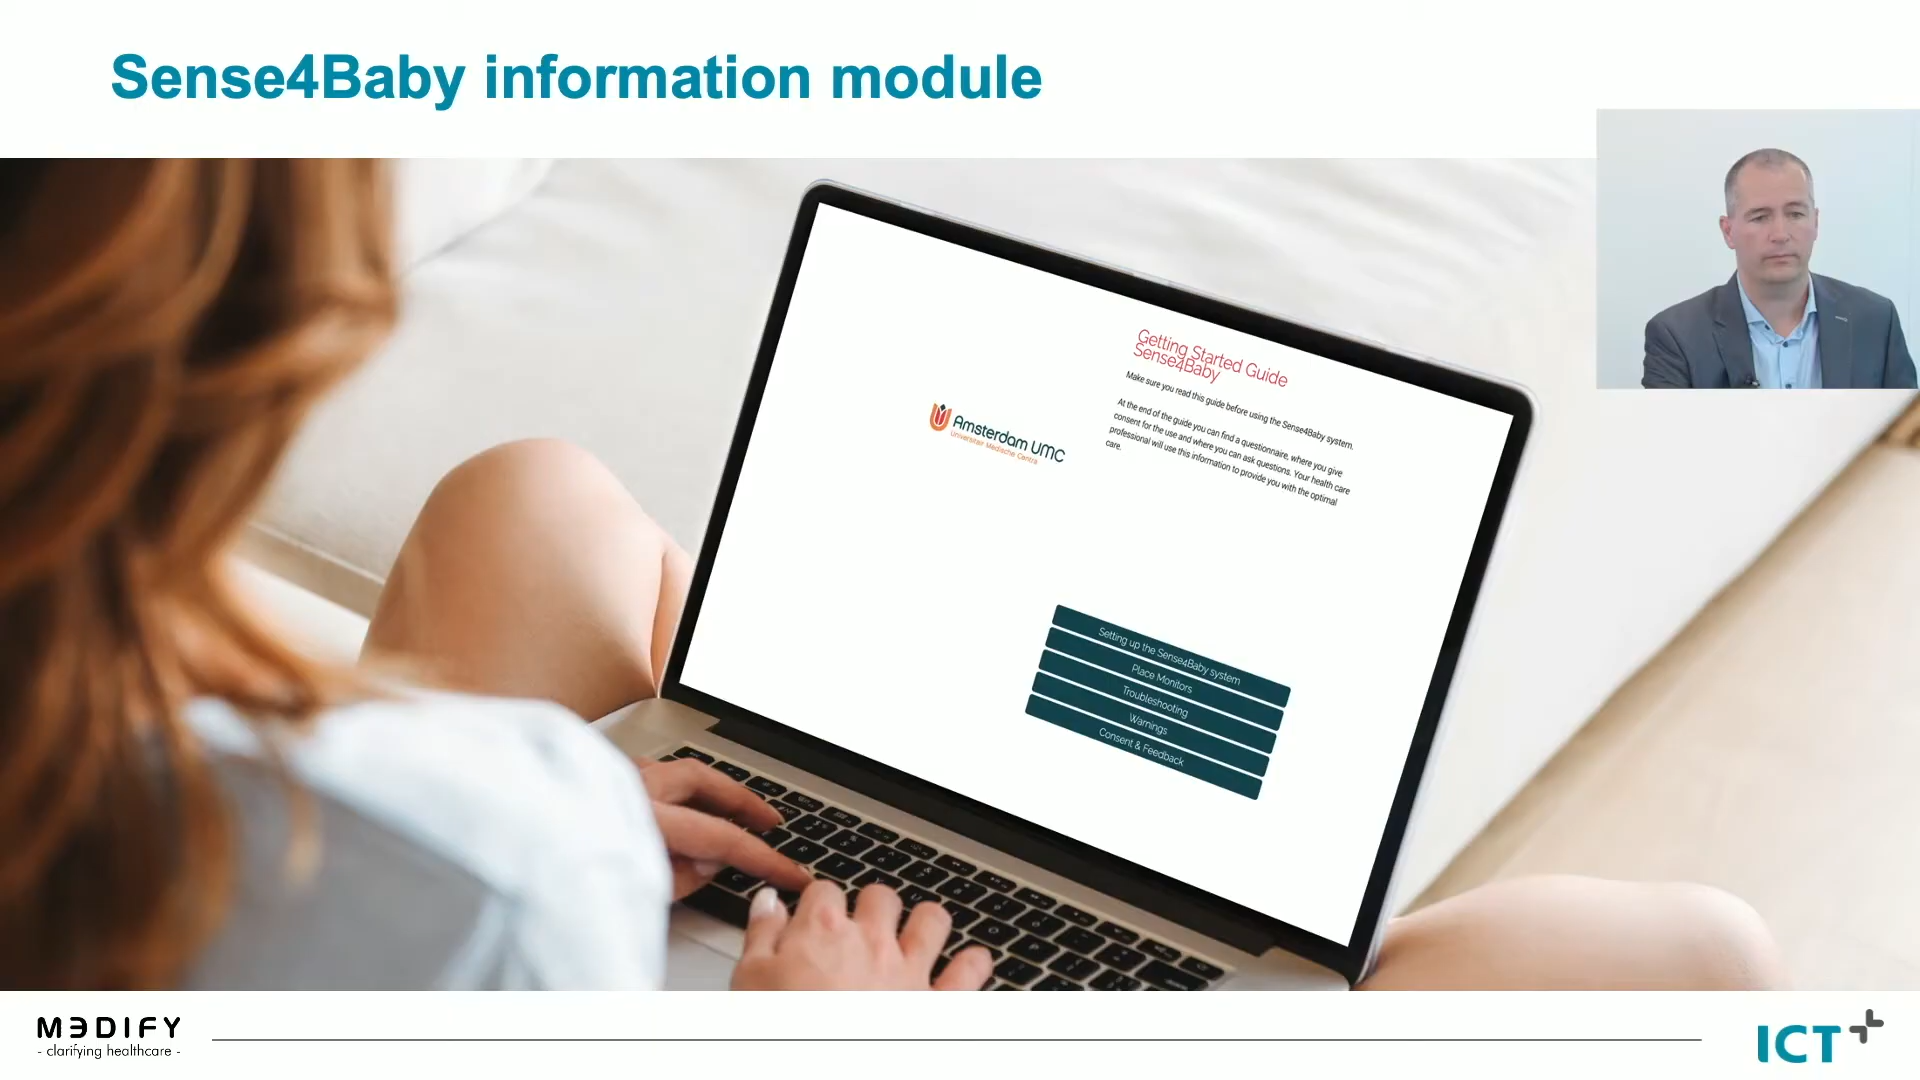 Sense4Baby information module
Getting Started Guide
Sense4Baby
Make sure you read this guide before using the Sense4Baby system.
At the end of the guide you can find a questionnaire, where you give
consent for the use and where you can ask questions. Your health care
professional will use this information to provide you with the optimal
care.
Amsterdam UMC
Universitair Medische Centra
Setting up the Sense4Baby system
Place Monitors
Troubleshooting
Warnings
Consent & Feedback
MEDIFY
- clarifying healthcare -
ICT+